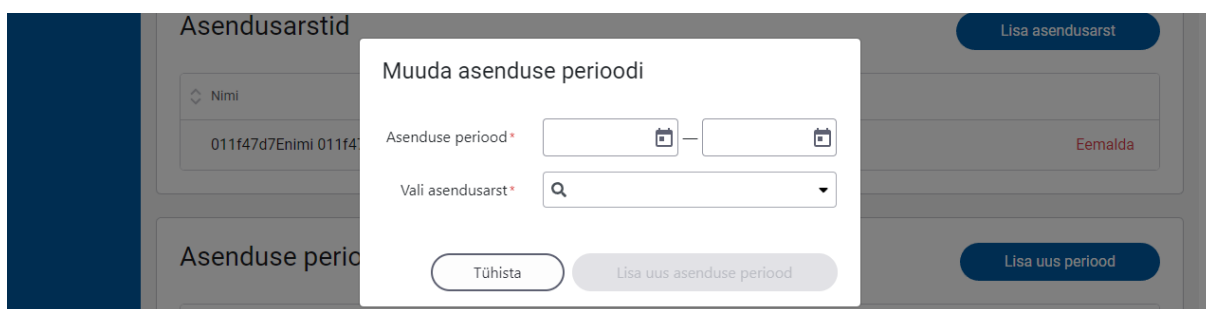 Asendusarstid
Lisa asendusarst
Muuda asenduse perioodi
Nimi
Asenduse periood* —
011f47d7Enimi 011f47
Eemalda
Vali asendusarst*
Asenduse perio
Lisa uus periood
Tühista
Lisa uus asenduse periood